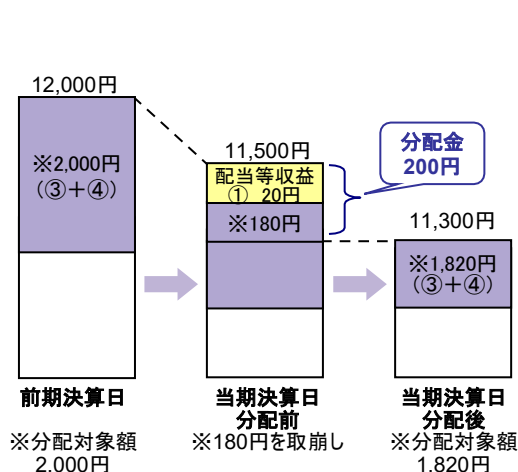 12,000円
※2,000円
(③+④)
前期決算日
※分配対象額
2,000円
11,500円
配当等収益
① 20円
※180円
当期決算日
分配前
※180円を取崩し
分配金
200円
11,300円
※1,820円
(③+④)
当期決算日
分配後
※分配対象額
1,820円